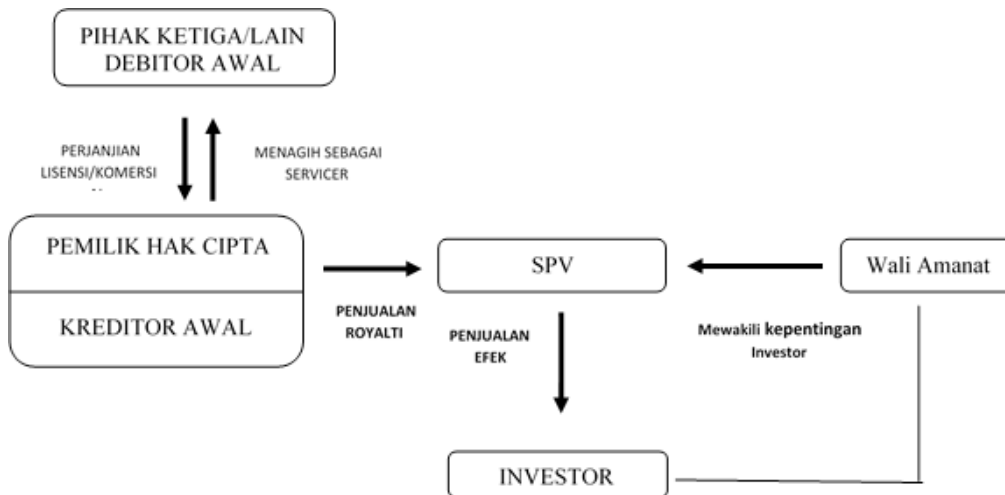 PIHAK KETIGA/LAIN
DEBITOR AWAL
PERJANJIAN
LISENSI/KOMERSI
MENAGIH SEBAGAI
SERVICER
PEMILIK HAK CIPTA
KREDITOR AWAL
SPV
Wali Amanat
PENJUALAN
ROYALTI
PENJUALAN
EFEK
Mewakili kepentingan
Investor
INVESTOR